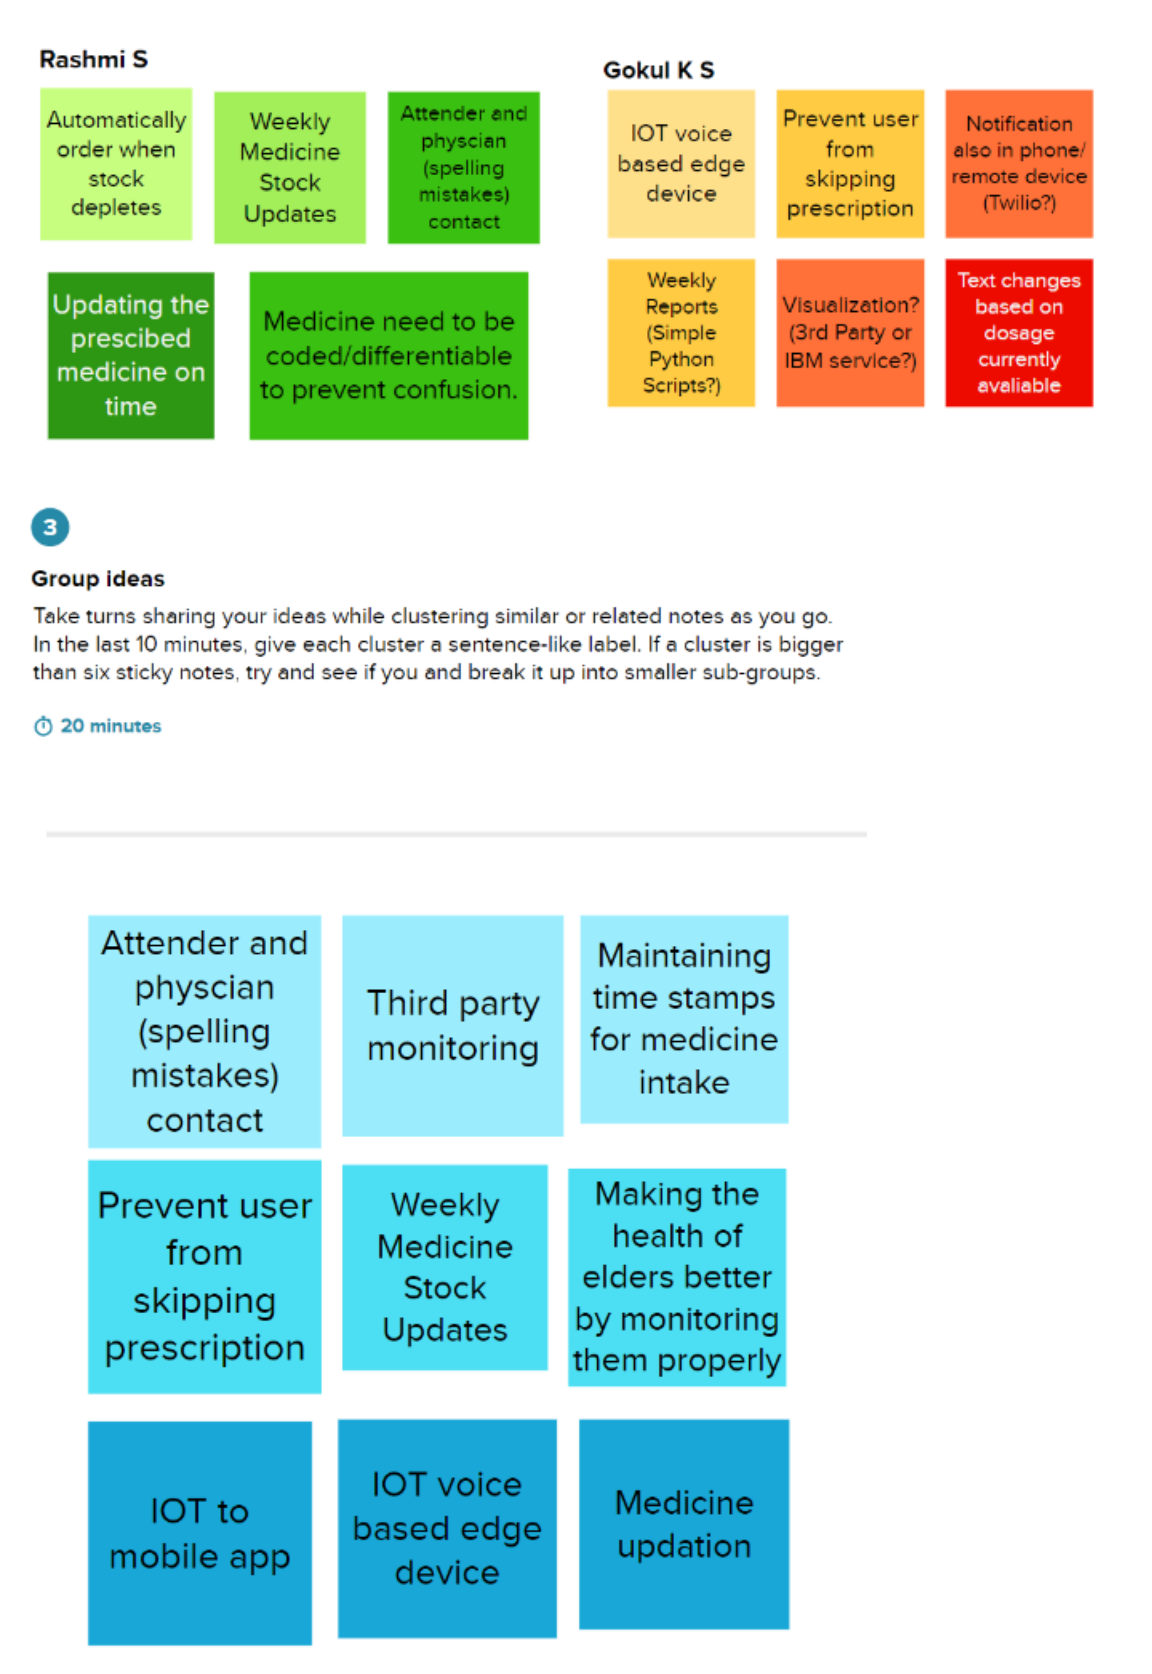 Rashmi S
Automatically
order when
stock
depletes
Weekly
Medicine
Stock
Updates
Attender and
physcian
(spelling
mistakes)
contact
Updating the
prescibed
medicine on
time
Medicine need to be
coded/differentiable
to prevent confusion.
Gokul K S
IOT voice
based edge
device
Prevent user
from
skipping
prescription
Notification
also in phone/
remote device
(Twilio?)
Weekly
Reports
(Simple
Python
Scripts?)
Visualization?
(3rd Party or
IBM service?)
Text changes
based on
dosage
currently
avaliable
3
Group ideas
Take turns sharing your ideas while clustering similar or related notes as you go.
In the last 10 minutes, give each cluster a sentence-like label. If a cluster is bigger
than six sticky notes, try and see if you and break it up into smaller sub-groups.
20 minutes
Attender and
physcian
(spelling
mistakes)
contact
Third party
monitoring
Maintaining
time stamps
for medicine
intake
Prevent user
from
skipping
prescription
Weekly
Medicine
Stock
Updates
Making the
health of
elders better
by monitoring
them properly
IOT to
mobile app
IOT voice
based edge
device
Medicine
updation